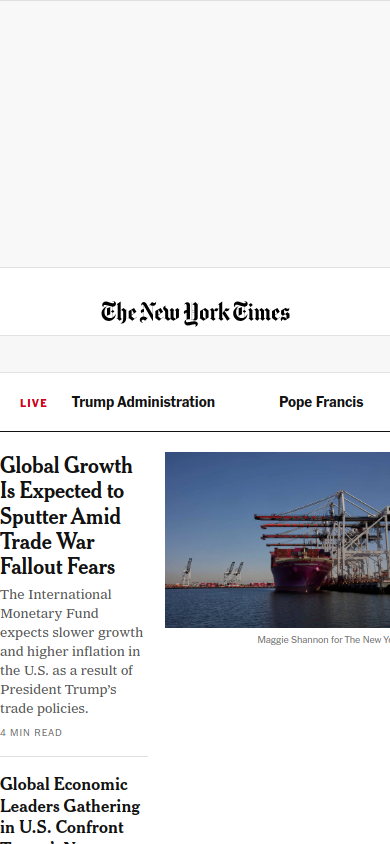 The New York Times
LIVE Trump Administration Pope Francis
Global Growth
Is Expected to
Sputter Amid
Trade War
Fallout Fears
The International
Monetary Fund
expects slower growth
and higher inflation in
the U.S. as a result of
President Trump's
trade policies.
4 MIN READ
Maggie Shannon for The New Yo
Global Economic
Leaders Gathering
in U.S. Confront